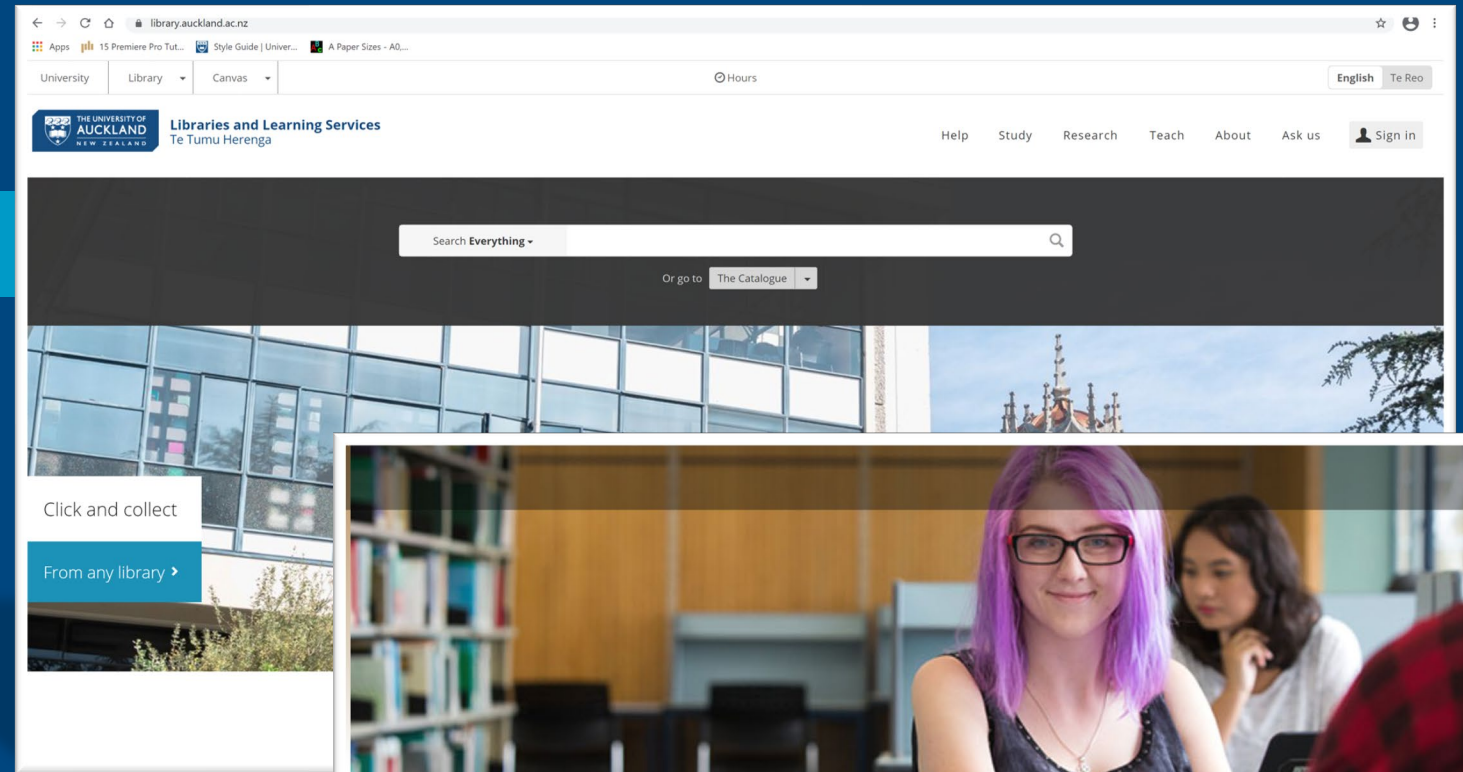 library.auckland.ac.nz
Apps 15 Premiere Pro Tut... Style Guide | Univer... A Paper Sizes - A0,...
University Library Canvas Hours English Te Reo
THE UNIVERSITY OF
AUCKLAND
NEW ZEALAND
Libraries and Learning Services
Te Tumu Herenga
Help Study Research Teach About Ask us Sign in
Search Everything
Or go to The Catalogue
Click and collect
From any library